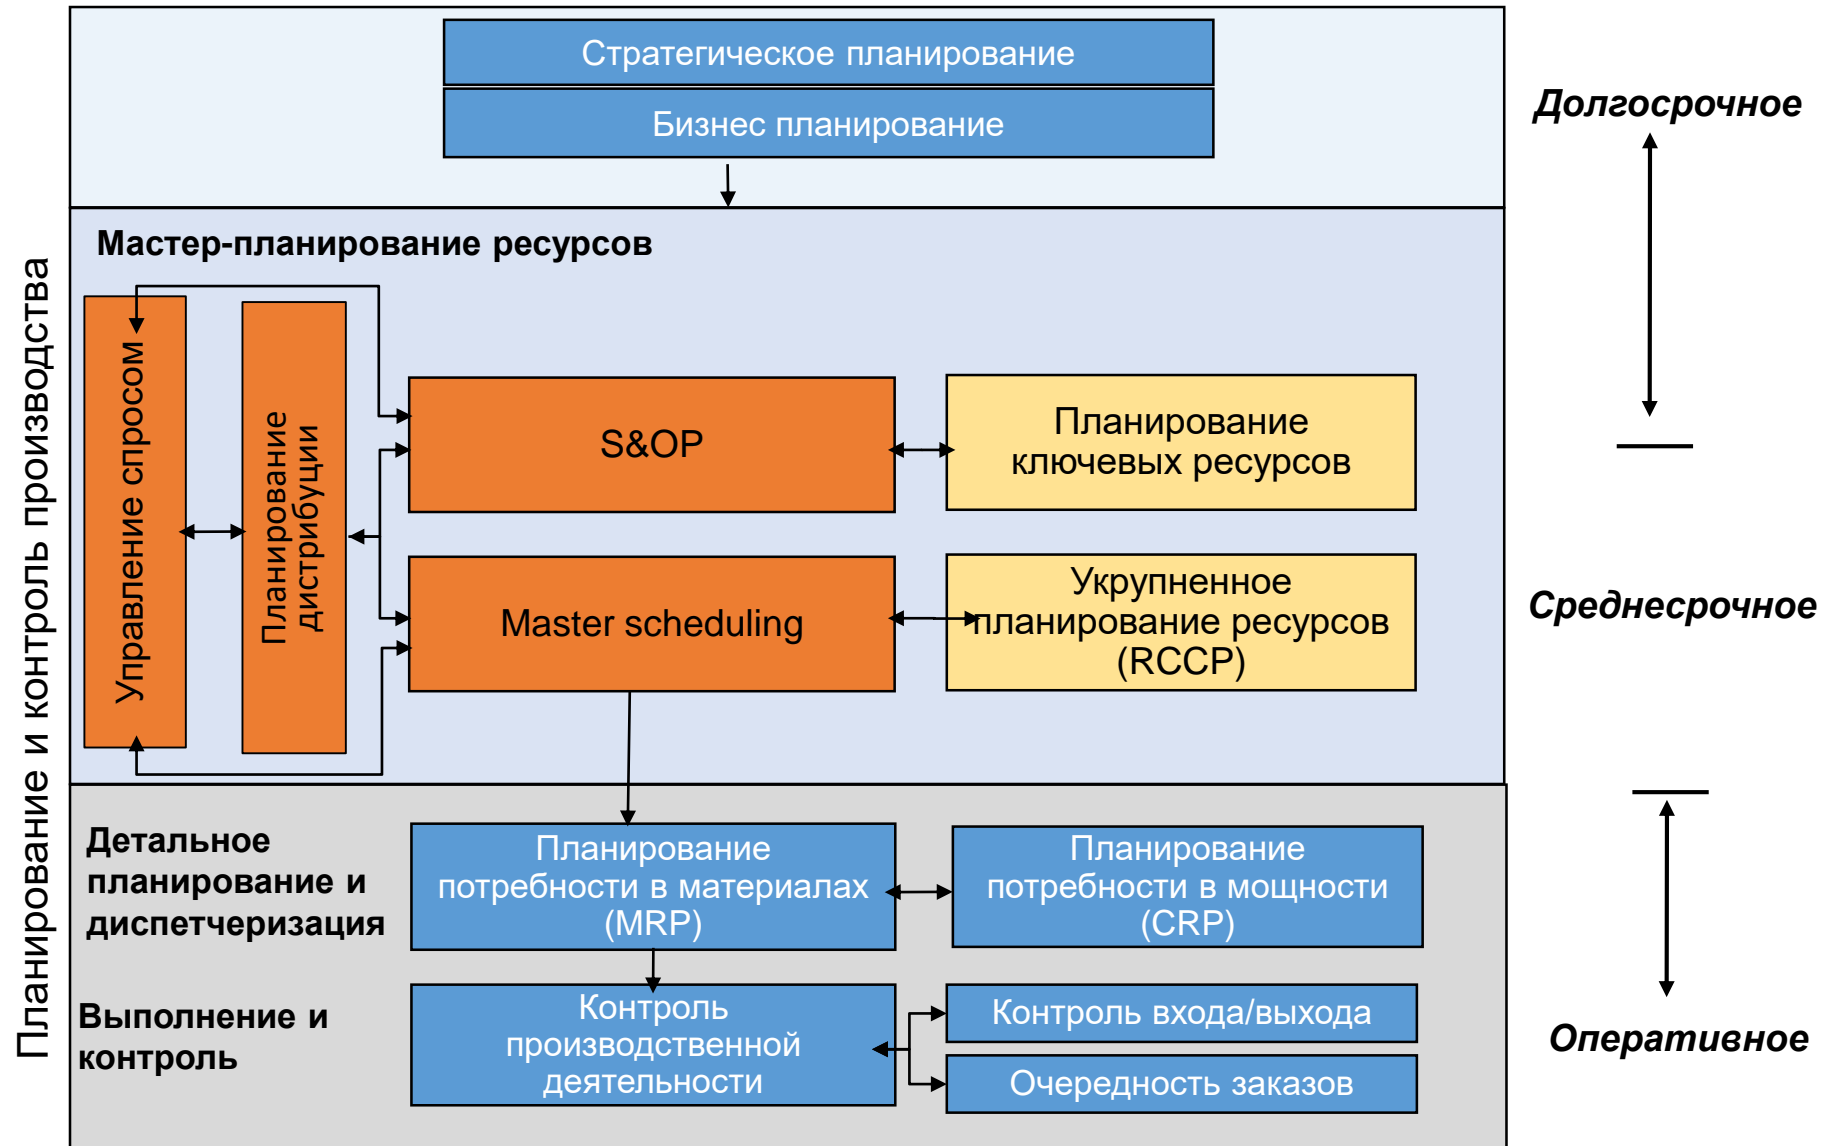 Планирование и контроль производства
Стратегическое планирование
Бизнес планирование
Долгосрочное
Мастер-планирование ресурсов
Управление спросом
Планирование
дистрибуции
S&OP
Планирование
ключевых ресурсов
Master scheduling
Укрупненное
планирование ресурсов
(RCCP)
Среднесрочное
Детальное
планирование и
диспетчеризация
Планирование
потребности в материалах
(MRP)
Планирование
потребности в мощности
(CRP)
Выполнение и
контроль
Контроль
производственной
деятельности
Контроль входа/выхода
Очередность заказов
Оперативное